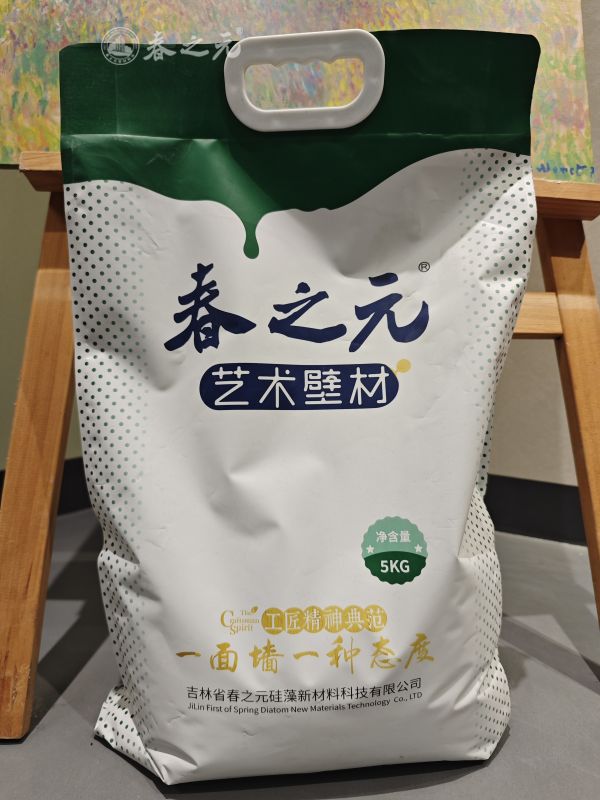 春之元
春之元®
艺术壁材
净含量
5KG
The Craftsman Spirit
工匠精神典范
一面墙一种态度
吉林省春之元硅藻新材料科技有限公司
JiLin First of Spring Diatom New Materials Technology Co., LTD